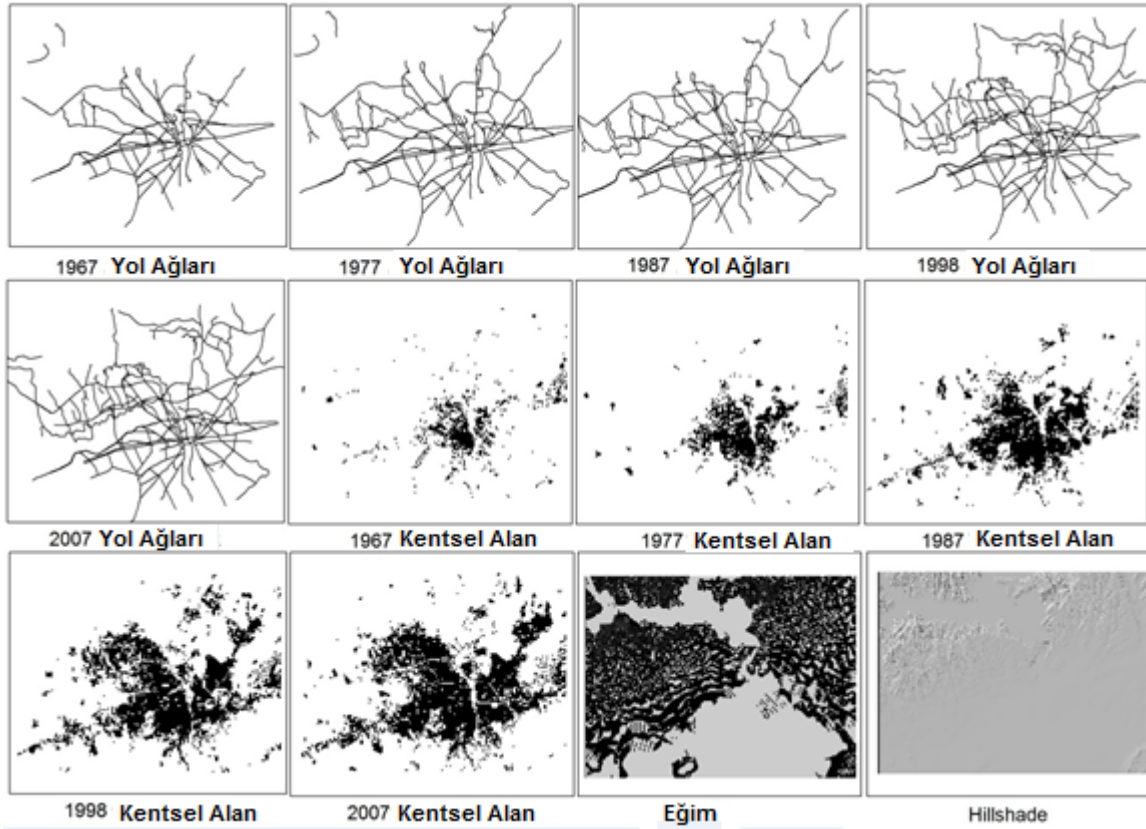 1967 Yol Ağları
1977 Yol Ağları
1987 Yol Ağları
1998 Yol Ağları
2007 Yol Ağları
1967 Kentsel Alan
1977 Kentsel Alan
1987 Kentsel Alan
1998 Kentsel Alan
2007 Kentsel Alan
Eğim
Hillshade